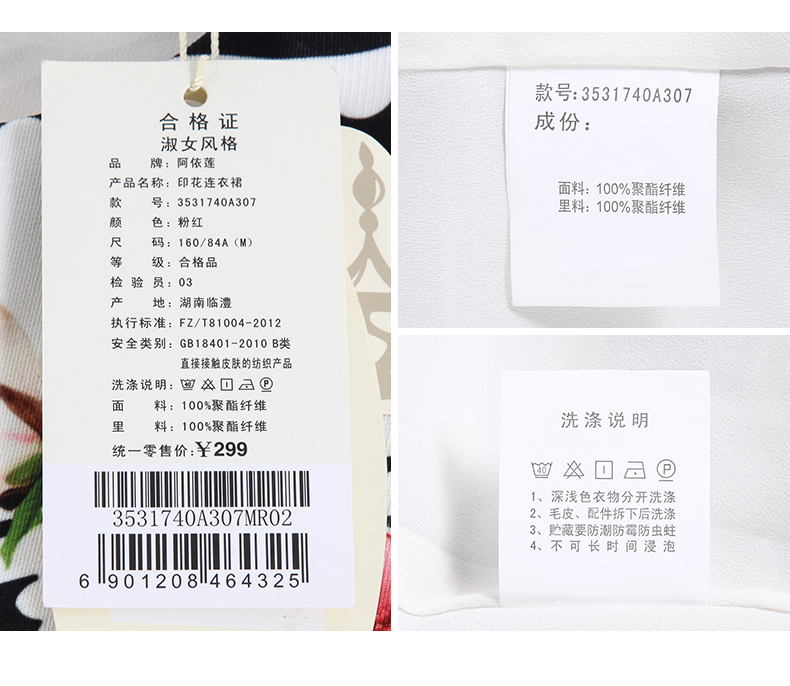 合格证
淑女风格
品 牌：阿依莲
产品名称：印花连衣裙
款 号：3531740A307
颜 色：粉红
尺 码：160/84A（M）
等 级：合格品
检 验 员：03
产 地：湖南临澧
执行标准：FZ/T81004-2012
安全类别：GB18401-2010 B类
直接接触皮肤的纺织产品
洗涤说明：
面 料：100%聚酯纤维
里 料：100%聚酯纤维
统一零售价：￥299
3531740A307MR02
6 901208 464325
款号：3531740A307
成份：
面料：100%聚酯纤维
里料：100%聚酯纤维
洗涤说明
40
1、深浅色衣物分开洗涤
2、毛皮、配件拆下后洗涤
3、贮藏要防潮防霉防虫蛀
4、不可长时间浸泡